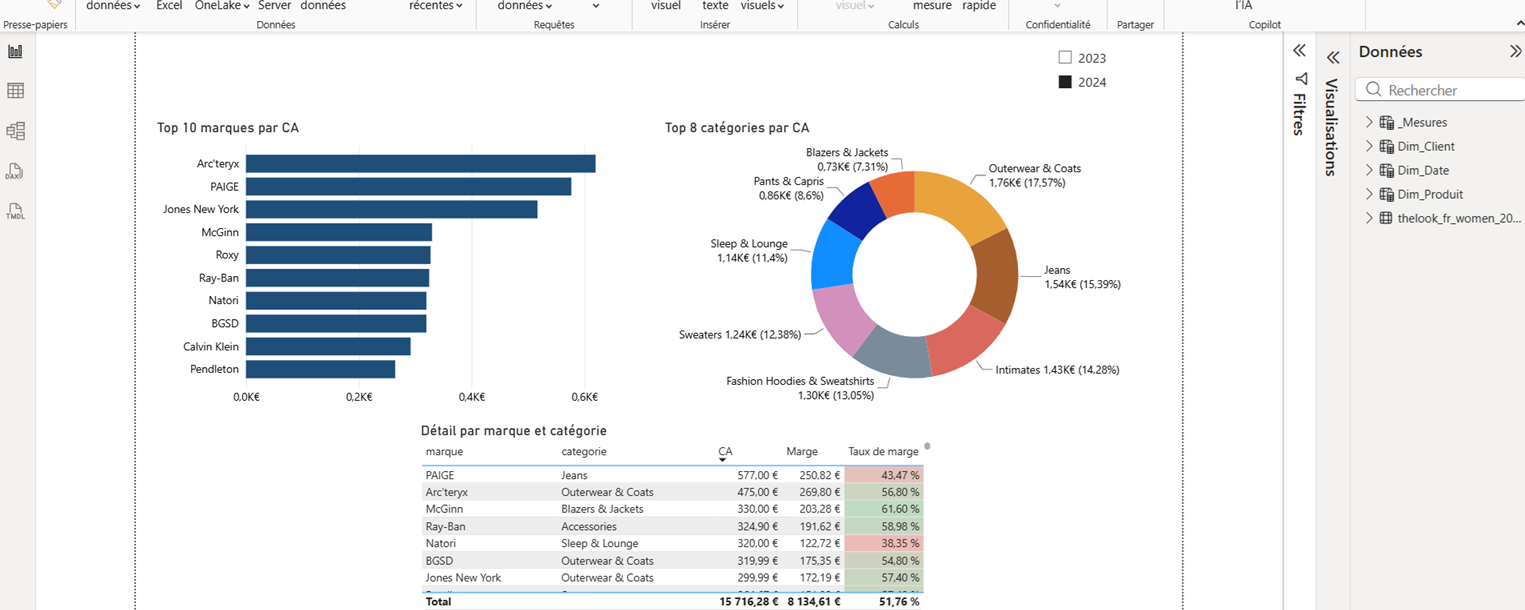 données Excel OneLake Server données récentes données visuel texte visuels visuel mesure rapide l'IA
Presse-papiers Données Requêtes Insérer Calculs Confidentialité Partager Copilot
2023
2024
Top 10 marques par CA
Arc'teryx
PAIGE
Jones New York
McGinn
Roxy
Ray-Ban
Natori
BGSD
Calvin Klein
Pendleton
0,0K€ 0,2K€ 0,4K€ 0,6K€
Top 8 catégories par CA
Blazers & Jackets
0,73K€ (7,31%)
Outerwear & Coats
1,76K€ (17,57%)
Pants & Capris
0,86K€ (8,6%)
Sleep & Lounge
1,14K€ (11,4%)
Jeans
1,54K€ (15,39%)
Sweaters 1,24K€ (12,38%)
Intimates 1,43K€ (14,28%)
Fashion Hoodies & Sweatshirts
1,30K€ (13,05%)
Détail par marque et catégorie
marque categorie CA Marge Taux de marge
PAIGE Jeans 577,00 € 250,82 € 43,47 %
Arc'teryx Outerwear & Coats 475,00 € 269,80 € 56,80 %
McGinn Blazers & Jackets 330,00 € 203,28 € 61,60 %
Ray-Ban Accessories 324,90 € 191,62 € 58,98 %
Natori Sleep & Lounge 320,00 € 122,72 € 38,35 %
BGSD Outerwear & Coats 319,99 € 175,35 € 54,80 %
Jones New York Outerwear & Coats 299,99 € 172,19 € 57,40 %
Total 15 716,28 € 8 134,61 € 51,76 %
Filtres
Visualisations
Données
Rechercher
_Mesures
Dim_Client
Dim_Date
Dim_Produit
thelook_fr_women_20...
DAX
TMDL